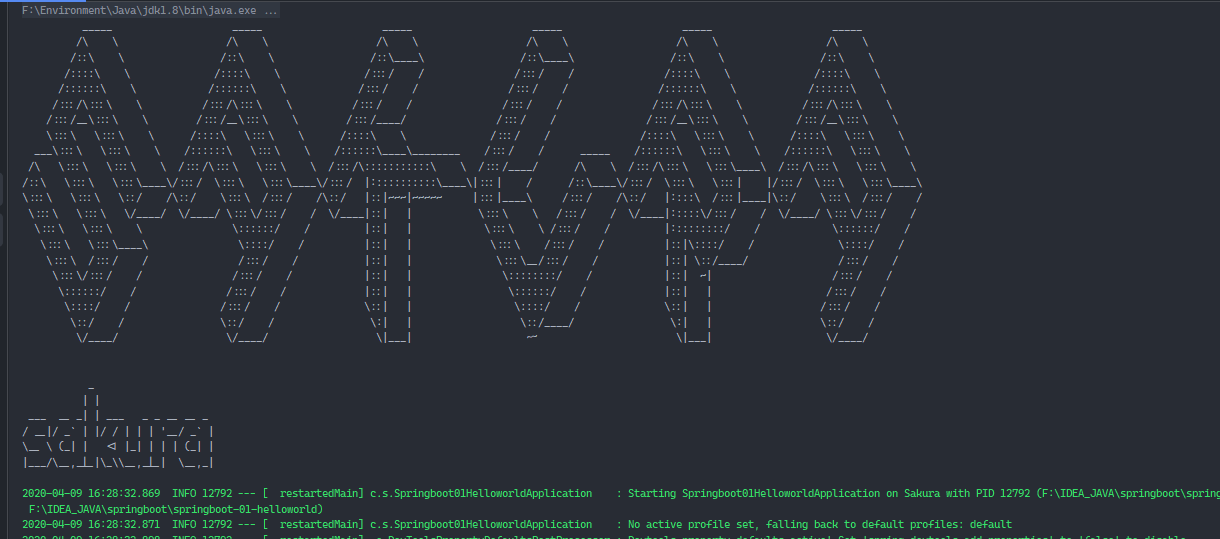 F:\Environment\Java\jdk1.8\bin\java.exe ...
SAKURA
sakura
2020-04-09 16:28:32.869  INFO 12792 --- [  restartedMain] c.s.Springboot01HelloworldApplication    : Starting Springboot01HelloworldApplication on Sakura with PID 12792 (F:\IDEA_JAVA\springboot\spring
F:\IDEA_JAVA\springboot\springboot-01-helloworld)
2020-04-09 16:28:32.871  INFO 12792 --- [  restartedMain] c.s.Springboot01HelloworldApplication    : No active profile set, falling back to default profiles: default